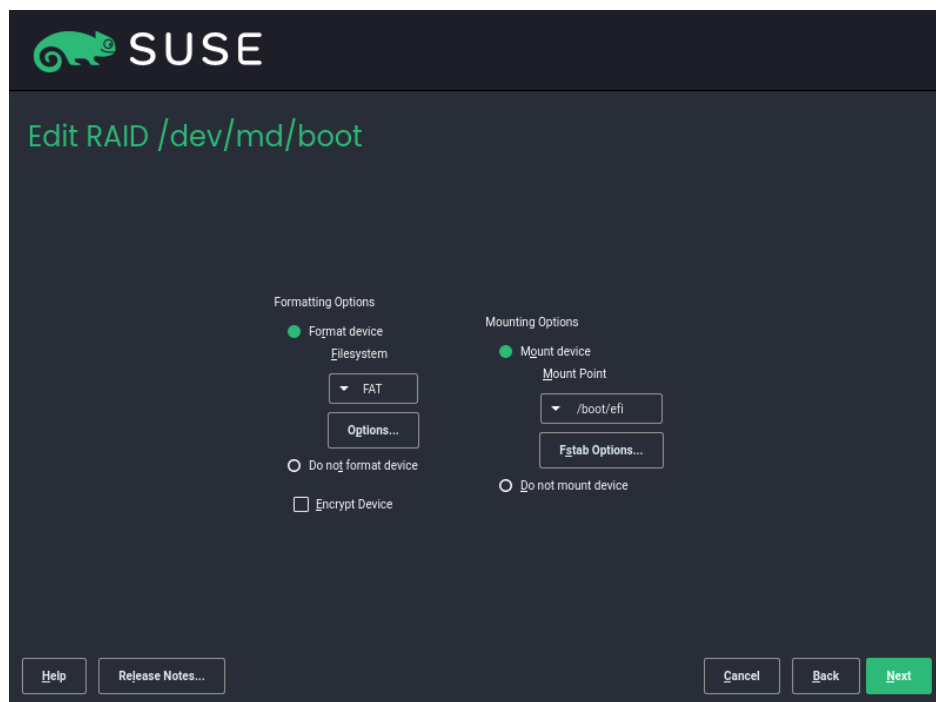 SUSE
Edit RAID /dev/md/boot
Formatting Options
Format device
Filesystem
FAT
Options...
Do not format device
Encrypt Device
Mounting Options
Mount device
Mount Point
/boot/efi
Fstab Options...
Do not mount device
Help
Release Notes...
Cancel
Back
Next